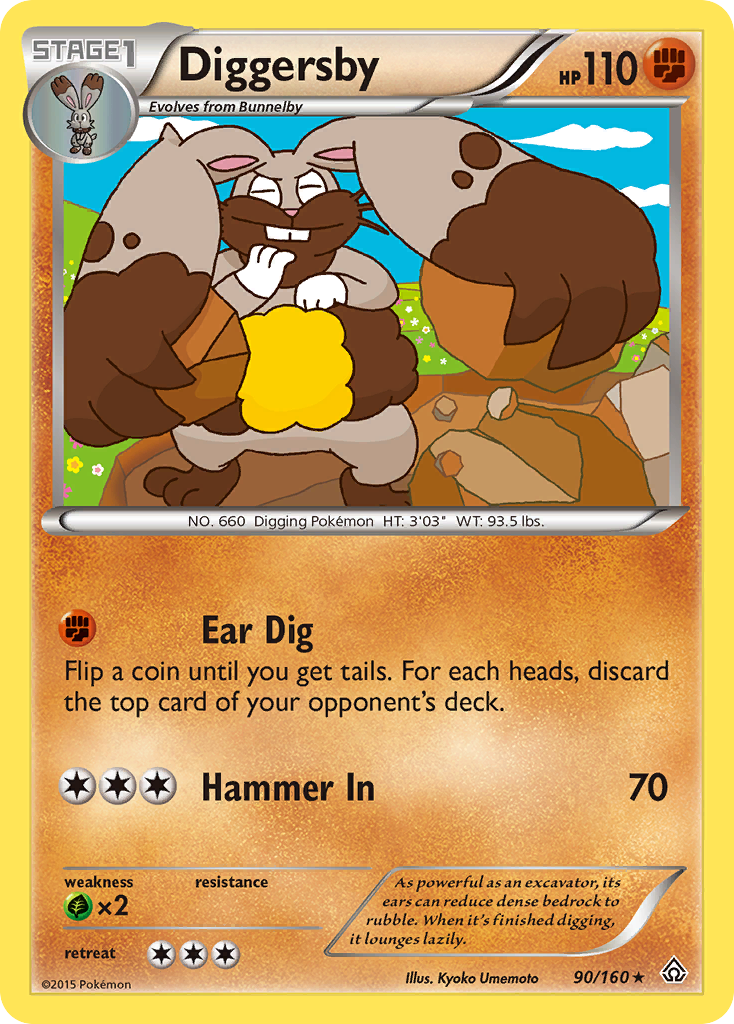 STAGE1
Diggersby
HP 110
Evolves from Bunnelby
NO. 660 Digging Pokémon HT: 3'03" WT: 93.5 lbs.
Ear Dig
Flip a coin until you get tails. For each heads, discard
the top card of your opponent's deck.
Hammer In 70
weakness resistance
×2
retreat
As powerful as an excavator, its
ears can reduce dense bedrock to
rubble. When it's finished digging,
it lounges lazily.
©2015 Pokémon
Illus. Kyoko Umemoto
90/160 ★